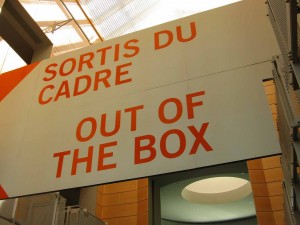 SORTIS DU
CADRE
OUT OF
THE BOX